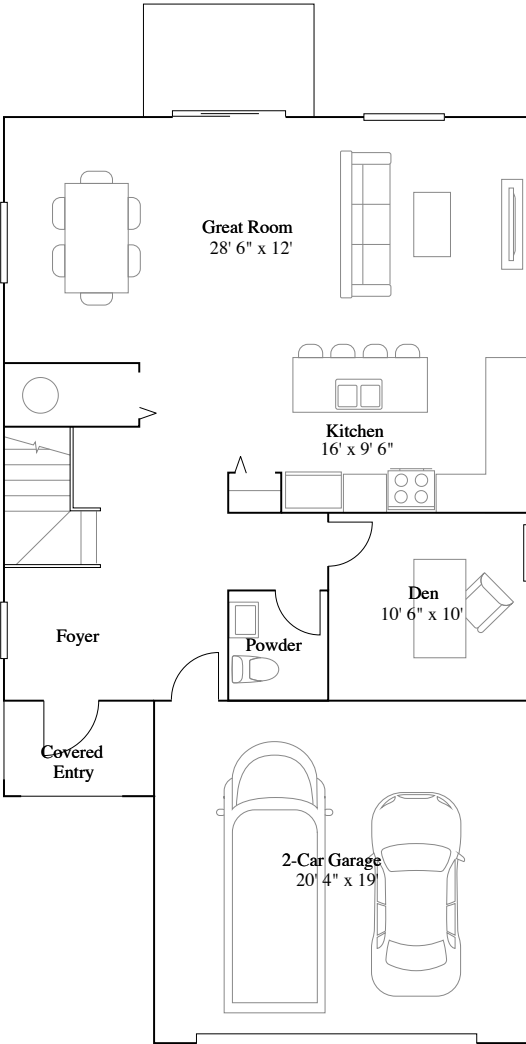 Great Room
28' 6" x 12'
Kitchen
16' x 9' 6"
Den
10' 6" x 10'
Foyer
Powder
Covered
Entry
2-Car Garage
20' 4" x 19'